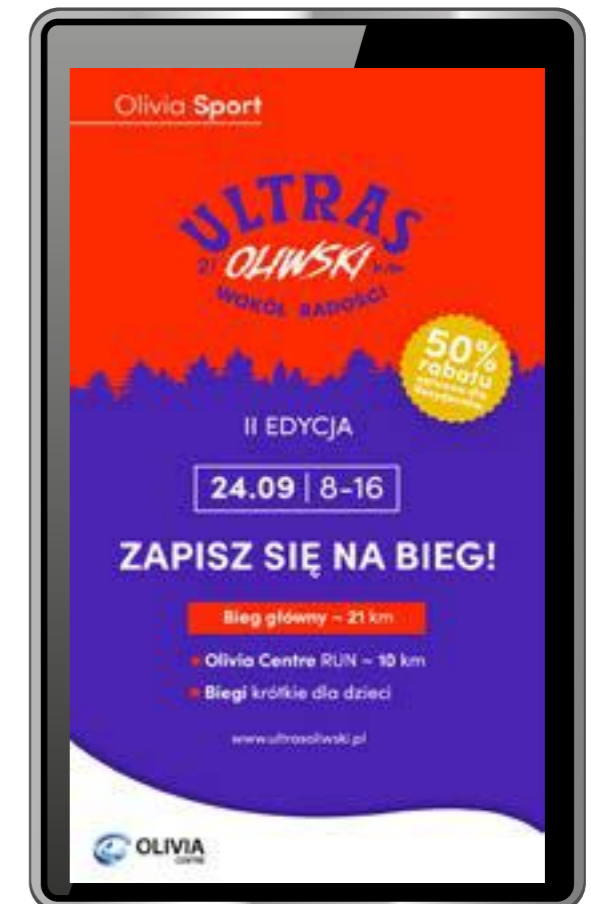 Olivia Sport
ULTRAS
21 OLIWSKI
WOKÓŁ RADOŚCI
50%
rabatu
II EDYCJA
24.09 | 8-16
ZAPISZ SIĘ NA BIEG!
Bieg główny ~ 21 km
Olivia Centre RUN ~ 10 km
Biegi krótkie dla dzieci
www.ultrasoliwski.pl
OLIVIA
CENTRE